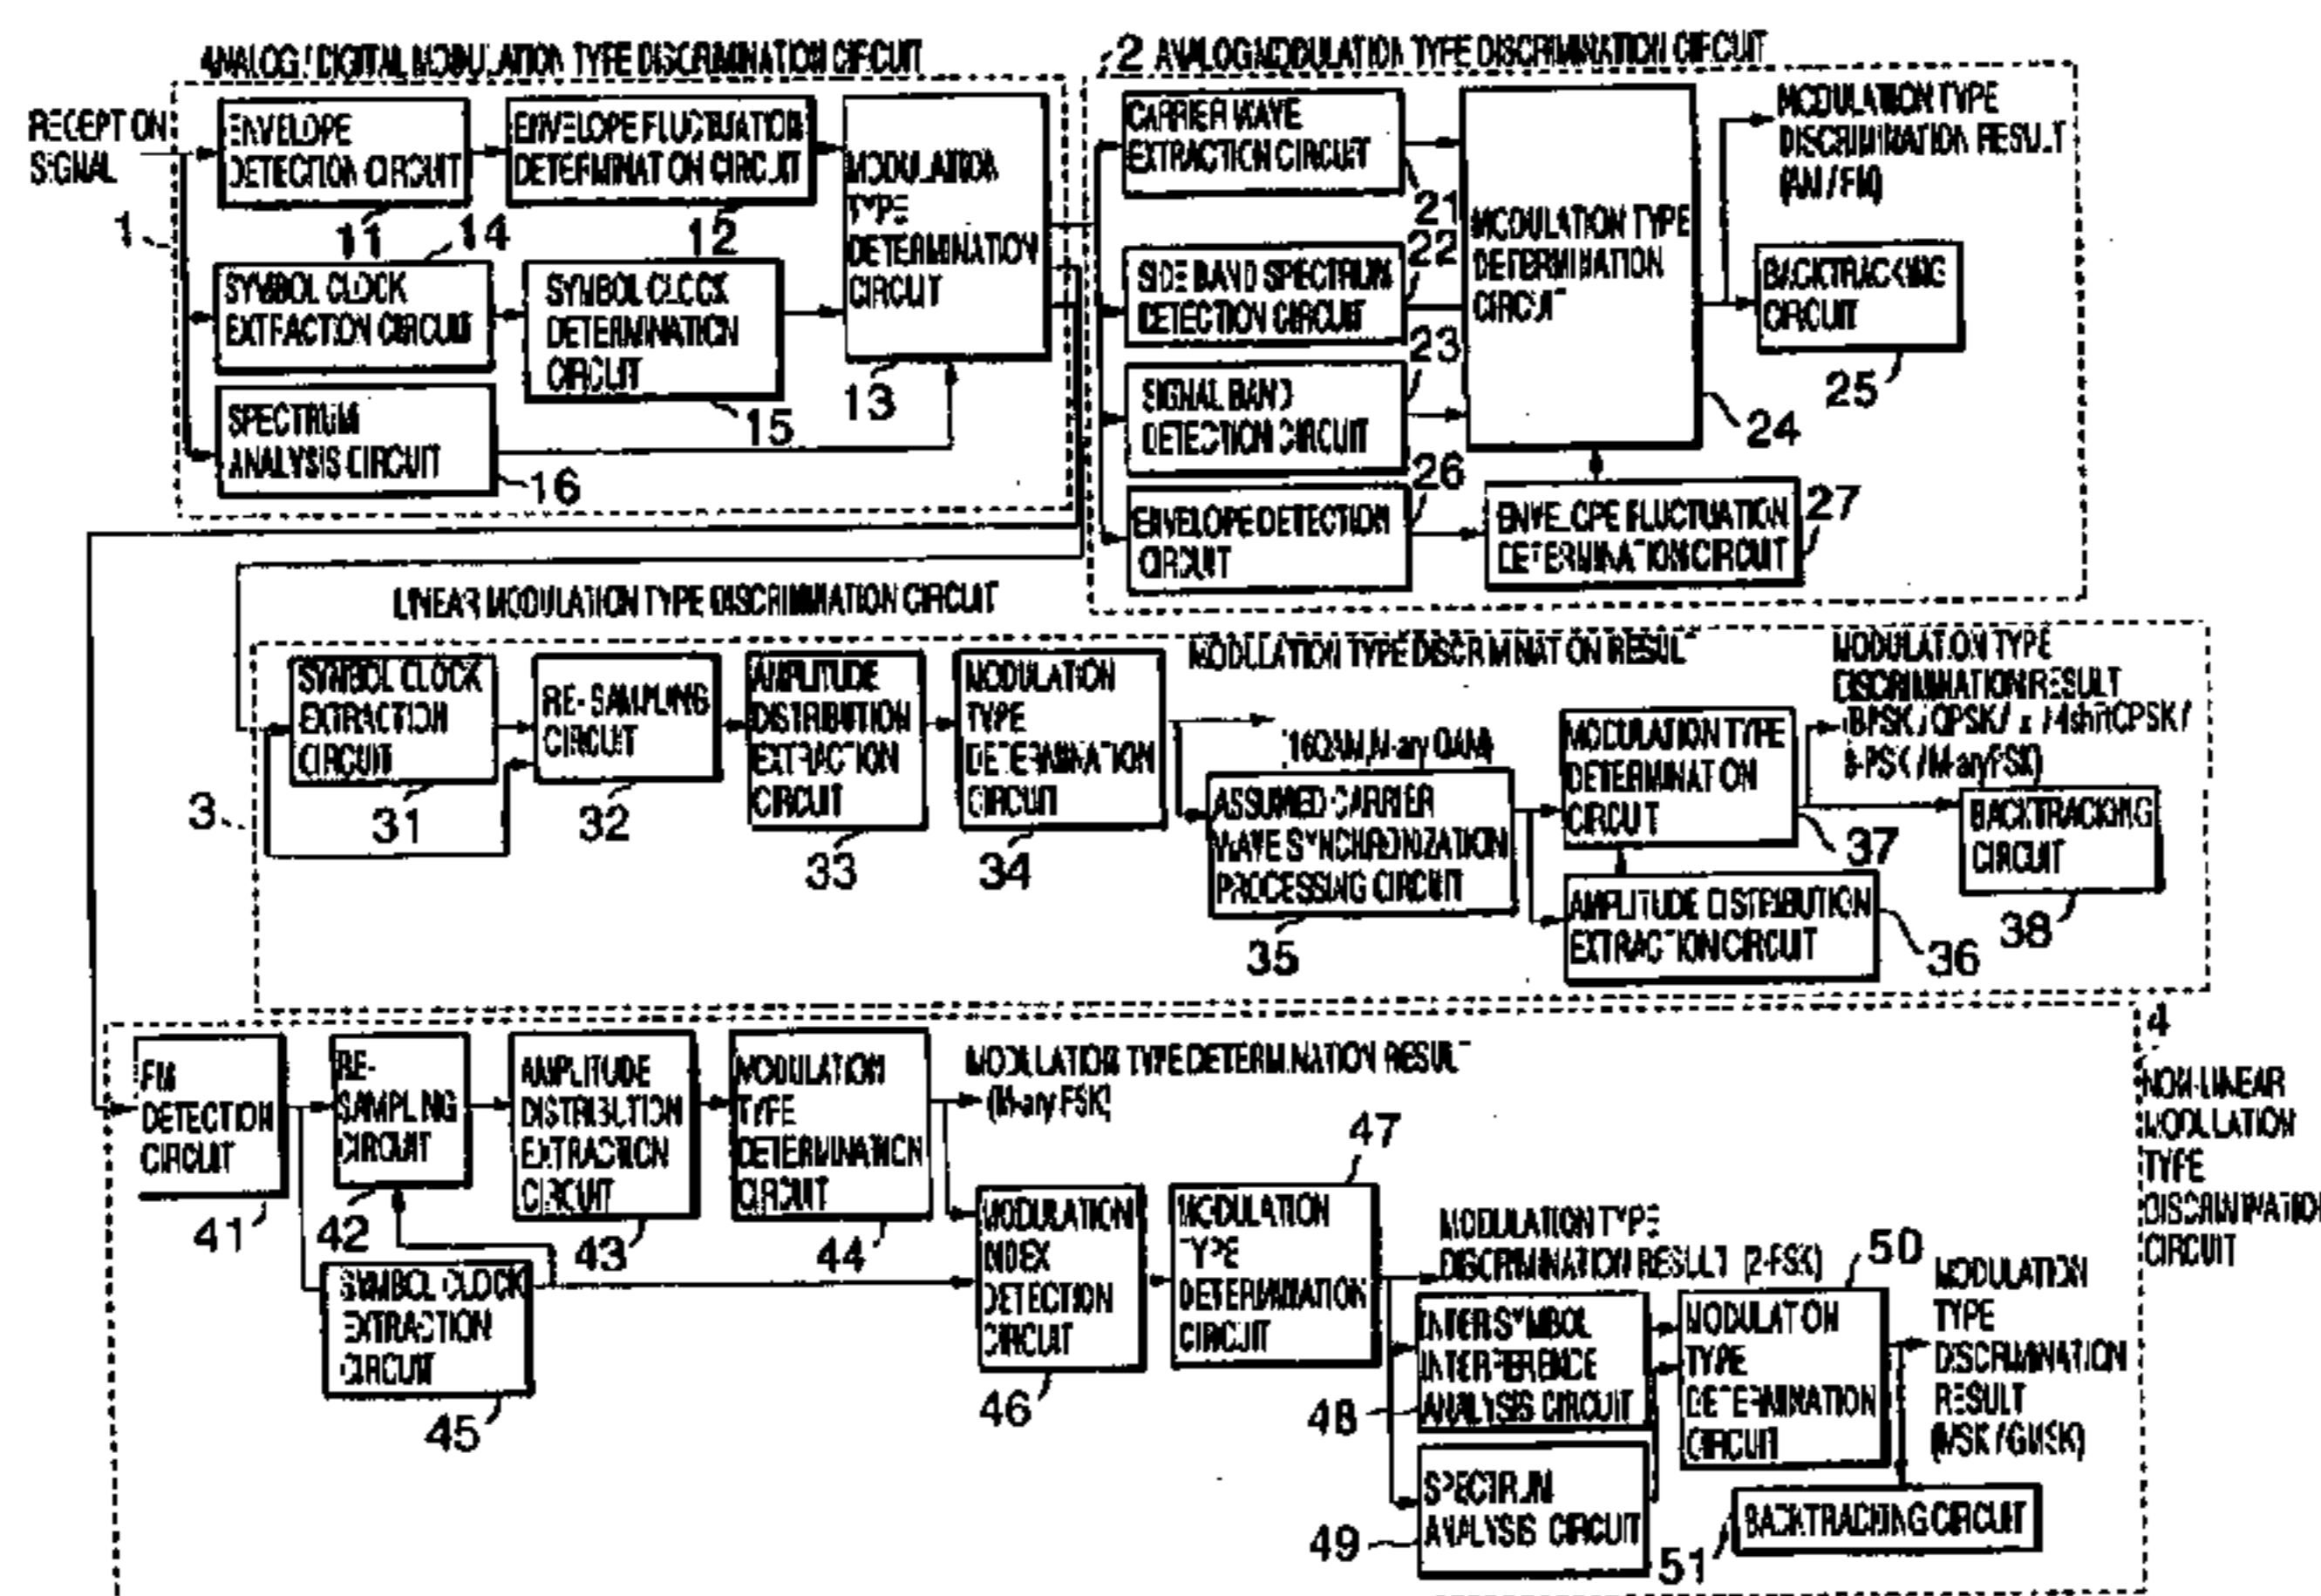 ANALOG / DIGITAL MODULATION TYPE DISCRIMINATION CIRCUIT
RECEPTION
SIGNAL
1
ENVELOPE
DETECTION CIRCUIT
11
ENVELOPE FLUCTUATION
DETERMINATION CIRCUIT
12
MODULATION
TYPE
DETERMINATION
CIRCUIT
13
14
SYMBOL CLOCK
EXTRACTION CIRCUIT
SYMBOL CLOCK
DETERMINATION
CIRCUIT
15
SPECTRUM
ANALYSIS CIRCUIT
16
2 ANALOG MODULATION TYPE DISCRIMINATION CIRCUIT
CARRIER WAVE
EXTRACTION CIRCUIT
21
22
SIDE BAND SPECTRUM
DETECTION CIRCUIT
23
SIGNAL BAND
DETECTION CIRCUIT
26
ENVELOPE DETECTION
CIRCUIT
MODULATION TYPE
DETERMINATION
CIRCUIT
24
ENVELOPE FLUCTUATION
DETERMINATION CIRCUIT
27
MODULATION TYPE
DISCRIMINATION RESULT
(AM / FM)
BACKTRACKING
CIRCUIT
25
LINEAR MODULATION TYPE DISCRIMINATION CIRCUIT
3
SYMBOL CLOCK
EXTRACTION
CIRCUIT
31
RE- SAMPLING
CIRCUIT
32
AMPLITUDE
DISTRIBUTION
EXTRACTION
CIRCUIT
33
MODULATION
TYPE
DETERMINATION
CIRCUIT
34
MODULATION TYPE DISCRIMINATION RESULT
(16QAM, M-ary QAM)
ASSUMED CARRIER
WAVE SYNCHRONIZATION
PROCESSING CIRCUIT
35
MODULATION TYPE
DETERMINATION
CIRCUIT
37
AMPLITUDE DISTRIBUTION
EXTRACTION CIRCUIT
36
MODULATION TYPE
DISCRIMINATION RESULT
(BPSK / QPSK / π / 4shiftQPSK /
8-PSK / M-aryPSK)
BACKTRACKING
CIRCUIT
38
4
NON-LINEAR
MODULATION
TYPE
DISCRIMINATION
CIRCUIT
FM
DETECTION
CIRCUIT
41
RE-
SAMPLING
CIRCUIT
42
AMPLITUDE
DISTRIBUTION
EXTRACTION
CIRCUIT
43
MODULATION
TYPE
DETERMINATION
CIRCUIT
44
MODULATION TYPE DETERMINATION RESULT
(M-ary FSK)
SYMBOL CLOCK
EXTRACTION
CIRCUIT
45
MODULATION
INDEX
DETECTION
CIRCUIT
46
47
MODULATION
TYPE
DETERMINATION
CIRCUIT
MODULATION TYPE
DISCRIMINATION RESULT (2-FSK)
INTER SYMBOL
INTERFERENCE
ANALYSIS CIRCUIT
48
SPECTRUM
ANALYSIS CIRCUIT
49
50
MODULATION
TYPE
DETERMINATION
CIRCUIT
MODULATION
TYPE
DISCRIMINATION
RESULT
(MSK / GMSK)
51
BACKTRACKING CIRCUIT